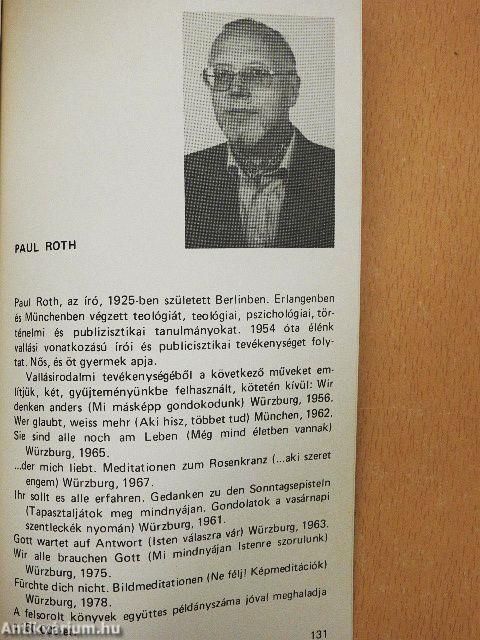 PAUL ROTH
Paul Roth, az író, 1925-ben született Berlinben. Erlangenben
és Münchenben végzett teológiát, teológiai, pszichológiai, tör-
ténelmi és publizisztikai tanulmányokat. 1954 óta élénk
vallási vonatkozású írói és publicisztikai tevékenységet foly-
tat. Nős, és öt gyermek apja.
Vallásirodalmi tevékenységéből a következő műveket em-
lítjük, két, gyűjteményünkbe felhasznált, kötetén kívül: Wir
denken anders (Mi másképp gondokodunk) Würzburg, 1956.
Wer glaubt, weiss mehr (Aki hisz, többet tud) München, 1962.
Sie sind alle noch am Leben (Még mind életben vannak)
Würzburg, 1965.
...der mich liebt. Meditationen zum Rosenkranz (...aki szeret
engem) Würzburg, 1967.
Ihr sollt es alle erfahren. Gedanken zu den Sonntagsepisteln
(Tapasztaljátok meg mindnyájan. Gondolatok a vasárnapi
szentleckék nyomán) Würzburg, 1961.
Gott wartet auf Antwort (Isten válaszra vár) Würzburg, 1963.
Wir alle brauchen Gott (Mi mindnyájan Istenre szorulunk)
Würzburg, 1975.
Fürchte dich nicht. Bildmeditationen (Ne félj! Képmeditációk)
Würzburg, 1978.
A felsorolt könyvek együttes példányszáma jóval meghaladja
131
Antikvarium.hu